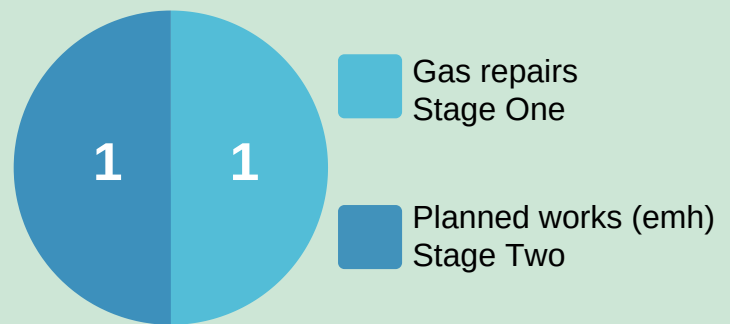 1
1
Gas repairs
Stage One
Planned works (emh)
Stage Two